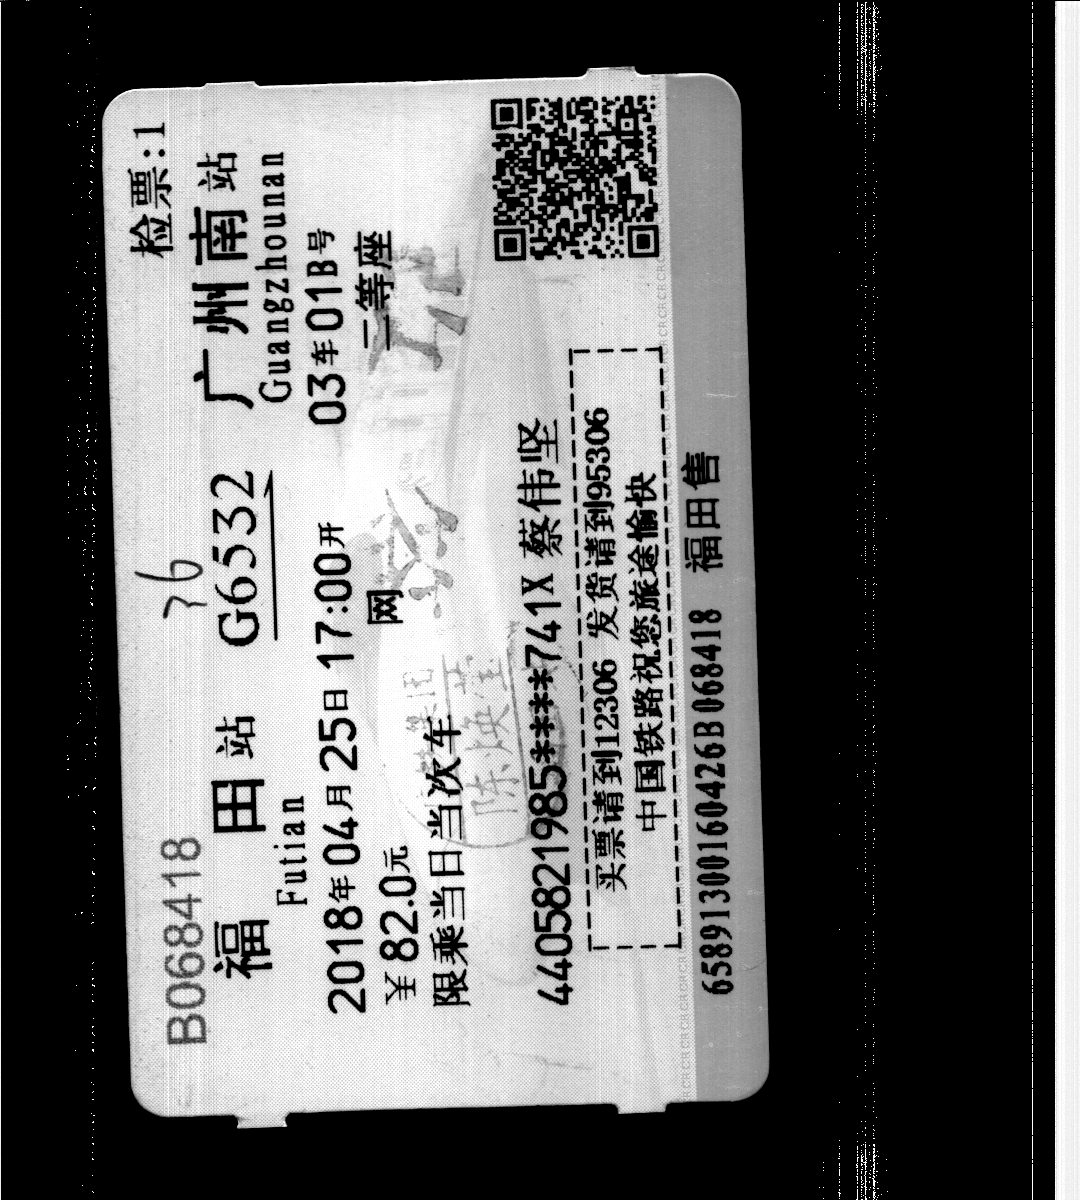 B068418
检票:1
76
福田站 G6532 广州南站
Futian Guangzhounan
2018年04月25日 17:00开 03车01B号
￥82.0元 网 二等座
限乘当日当次车
4405821985****741X 蔡伟坚
买票请到12306 发货请到95306
中国铁路祝您旅途愉快
65891300160426B068418 福田售